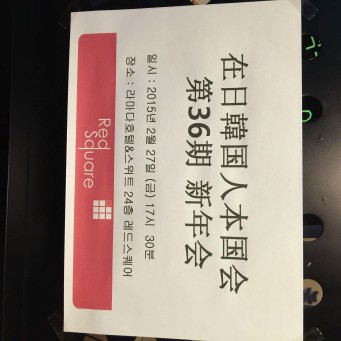 在日韓国人本国会
第36期 新年会
일시 : 2015년 2월 27일 (금) 17시 30분
장소 : 라마다호텔&스위트 24층 레드스퀘어
Red
Square